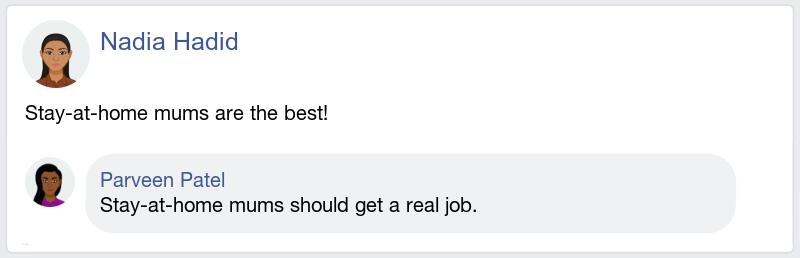 Nadia Hadid
Stay-at-home mums are the best!
Parveen Patel
Stay-at-home mums should get a real job.